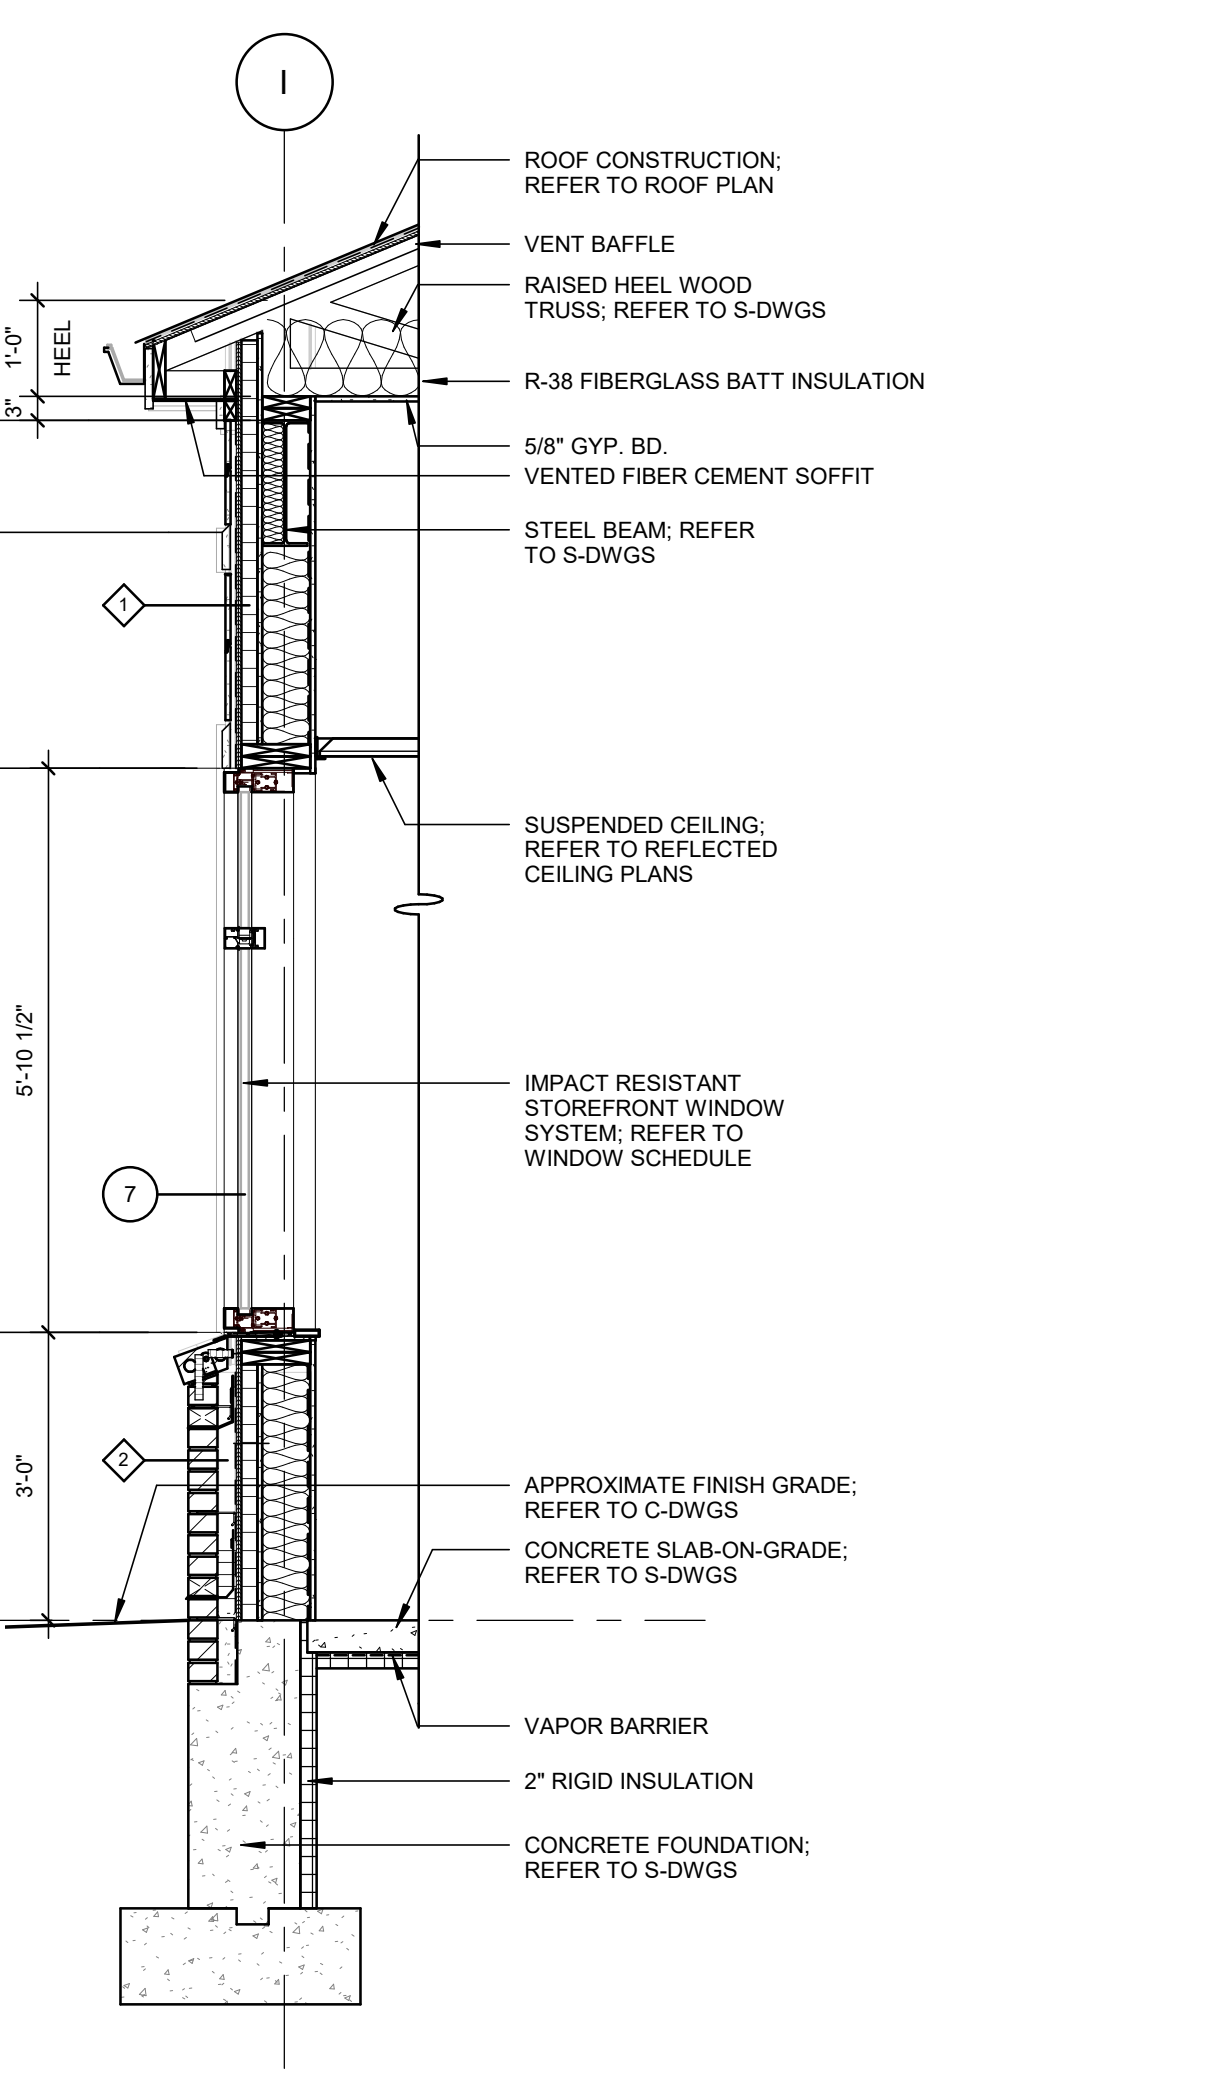 I
ROOF CONSTRUCTION;
REFER TO ROOF PLAN
VENT BAFFLE
RAISED HEEL WOOD
TRUSS; REFER TO S-DWGS
1'-0"
HEEL
3"
R-38 FIBERGLASS BATT INSULATION
5/8" GYP. BD.
VENTED FIBER CEMENT SOFFIT
STEEL BEAM; REFER
TO S-DWGS
1
SUSPENDED CEILING;
REFER TO REFLECTED
CEILING PLANS
5'-10 1/2"
IMPACT RESISTANT
STOREFRONT WINDOW
SYSTEM; REFER TO
WINDOW SCHEDULE
7
2
3'-0"
APPROXIMATE FINISH GRADE;
REFER TO C-DWGS
CONCRETE SLAB-ON-GRADE;
REFER TO S-DWGS
VAPOR BARRIER
2" RIGID INSULATION
CONCRETE FOUNDATION;
REFER TO S-DWGS